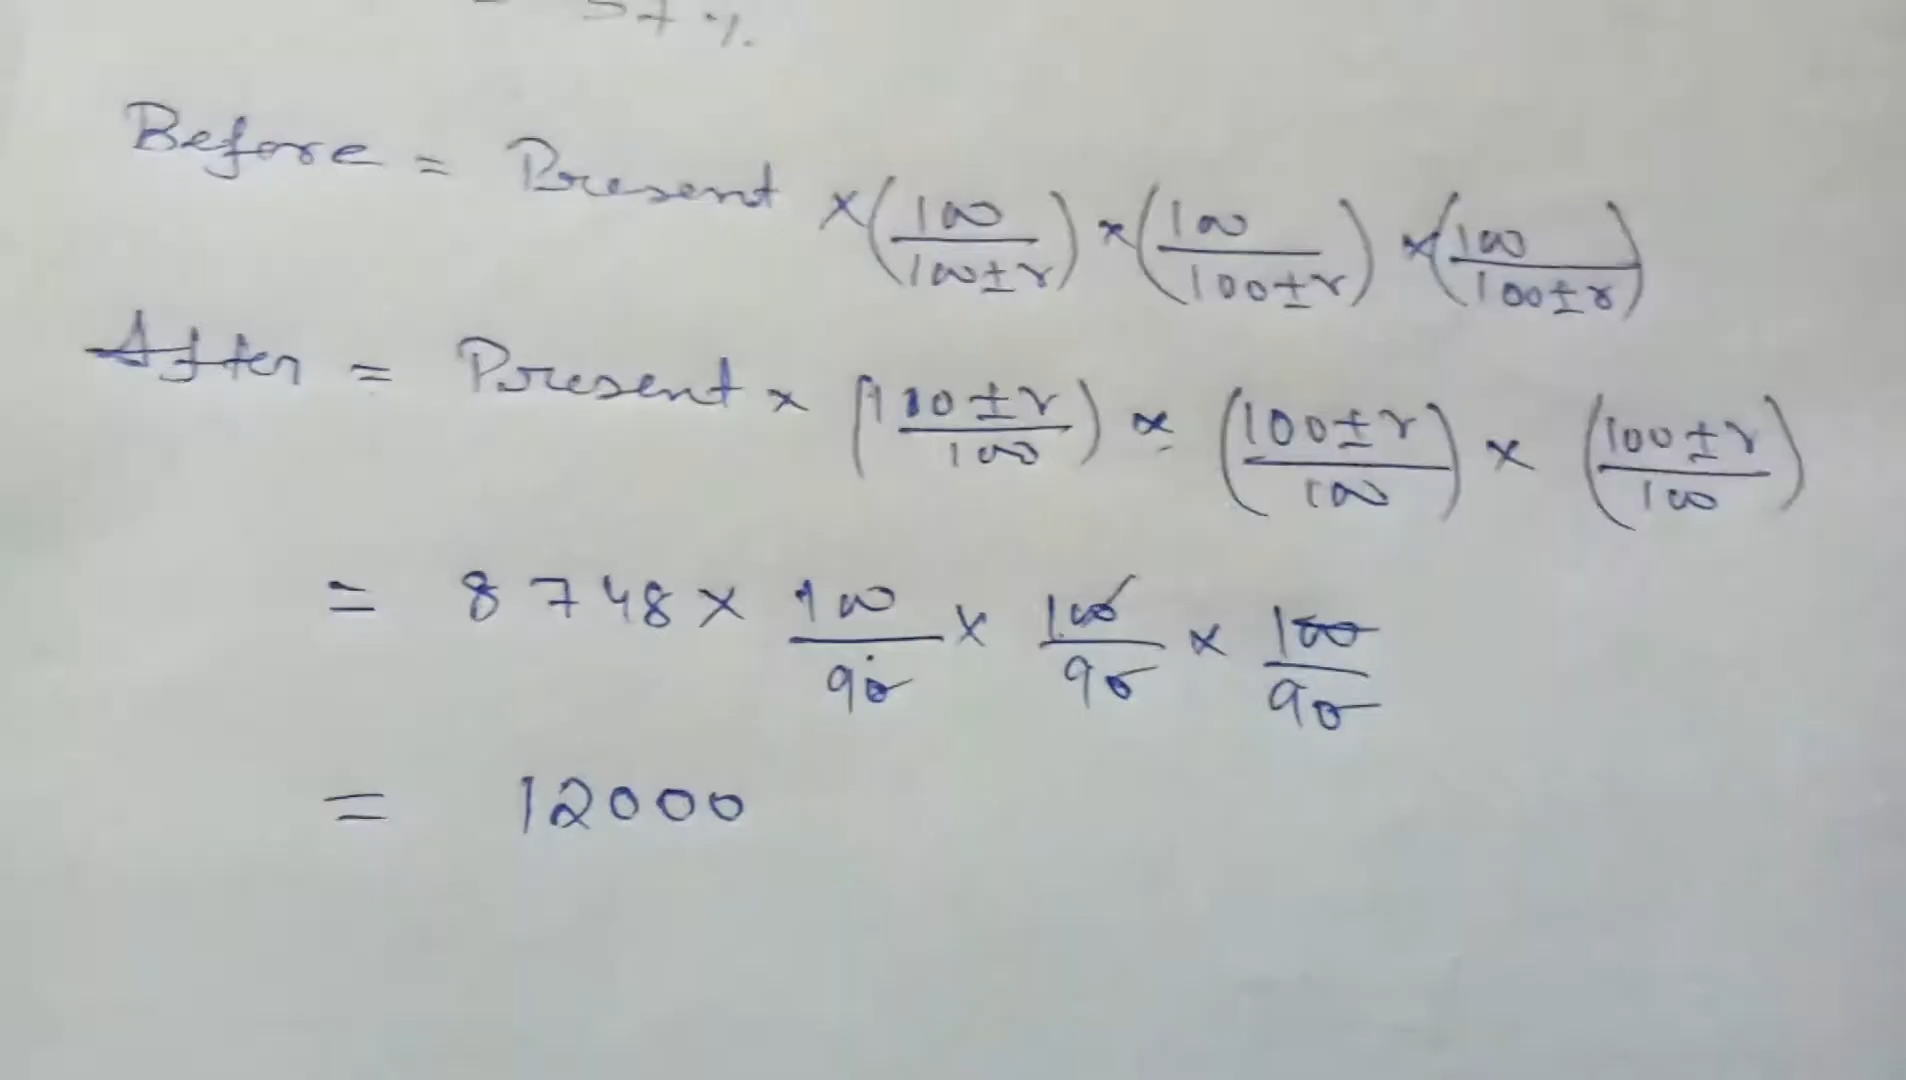 37%.
Before = Present × (100/100±r) × (100/100±r) × (100/100±r)
After = Present × (100±r/100) × (100±r/100) × (100±r/100)
= 8748 × 100/90 × 100/90 × 100/90
= 12000